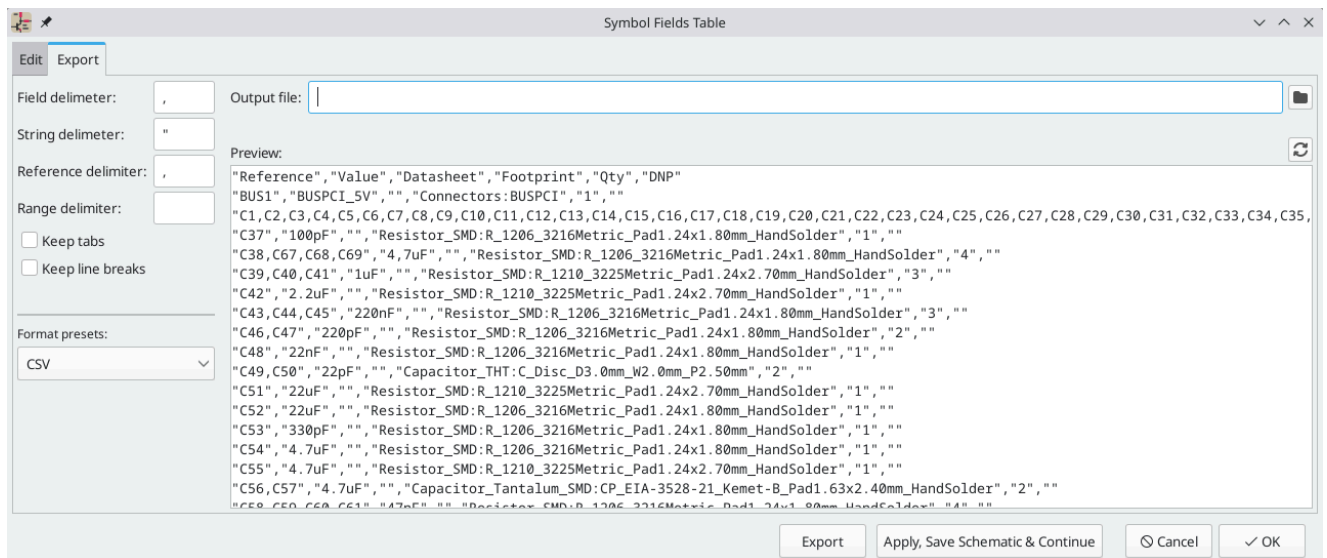 Symbol Fields Table
Edit Export
Field delimeter: ,
Output file:
String delimeter: "
Preview:
Reference delimiter: ,
Range delimiter:
Keep tabs
Keep line breaks
Format presets:
CSV
"Reference","Value","Datasheet","Footprint","Qty","DNP"
"BUS1","BUSPCI_5V","","Connectors:BUSPCI","1",""
"C1,C2,C3,C4,C5,C6,C7,C8,C9,C10,C11,C12,C13,C14,C15,C16,C17,C18,C19,C20,C21,C22,C23,C24,C25,C26,C27,C28,C29,C30,C31,C32,C33,C34,C35,
"C37","100pF","","Resistor_SMD:R_1206_3216Metric_Pad1.24x1.80mm_HandSolder","1",""
"C38,C67,C68,C69","4,7uF","","Resistor_SMD:R_1206_3216Metric_Pad1.24x1.80mm_HandSolder","4",""
"C39,C40,C41","1uF","","Resistor_SMD:R_1210_3225Metric_Pad1.24x2.70mm_HandSolder","3",""
"C42","2.2uF","","Resistor_SMD:R_1210_3225Metric_Pad1.24x2.70mm_HandSolder","1",""
"C43,C44,C45","220nF","","Resistor_SMD:R_1206_3216Metric_Pad1.24x1.80mm_HandSolder","3",""
"C46,C47","220pF","","Resistor_SMD:R_1206_3216Metric_Pad1.24x1.80mm_HandSolder","2",""
"C48","22nF","","Resistor_SMD:R_1206_3216Metric_Pad1.24x1.80mm_HandSolder","1",""
"C49,C50","22pF","","Capacitor_THT:C_Disc_D3.0mm_W2.0mm_P2.50mm","2",""
"C51","22uF","","Resistor_SMD:R_1210_3225Metric_Pad1.24x2.70mm_HandSolder","1",""
"C52","22uF","","Resistor_SMD:R_1206_3216Metric_Pad1.24x1.80mm_HandSolder","1",""
"C53","330pF","","Resistor_SMD:R_1206_3216Metric_Pad1.24x1.80mm_HandSolder","1",""
"C54","4.7uF","","Resistor_SMD:R_1206_3216Metric_Pad1.24x1.80mm_HandSolder","1",""
"C55","4.7uF","","Resistor_SMD:R_1210_3225Metric_Pad1.24x2.70mm_HandSolder","1",""
"C56,C57","4.7uF","","Capacitor_Tantalum_SMD:CP_EIA-3528-21_Kemet-B_Pad1.63x2.40mm_HandSolder","2",""
"C58,C59,C60,C61","47nF","","Resistor_SMD:R_1206_3216Metric_Pad1.24x1.80mm_HandSolder","4",""
Export
Apply, Save Schematic & Continue
Cancel
OK